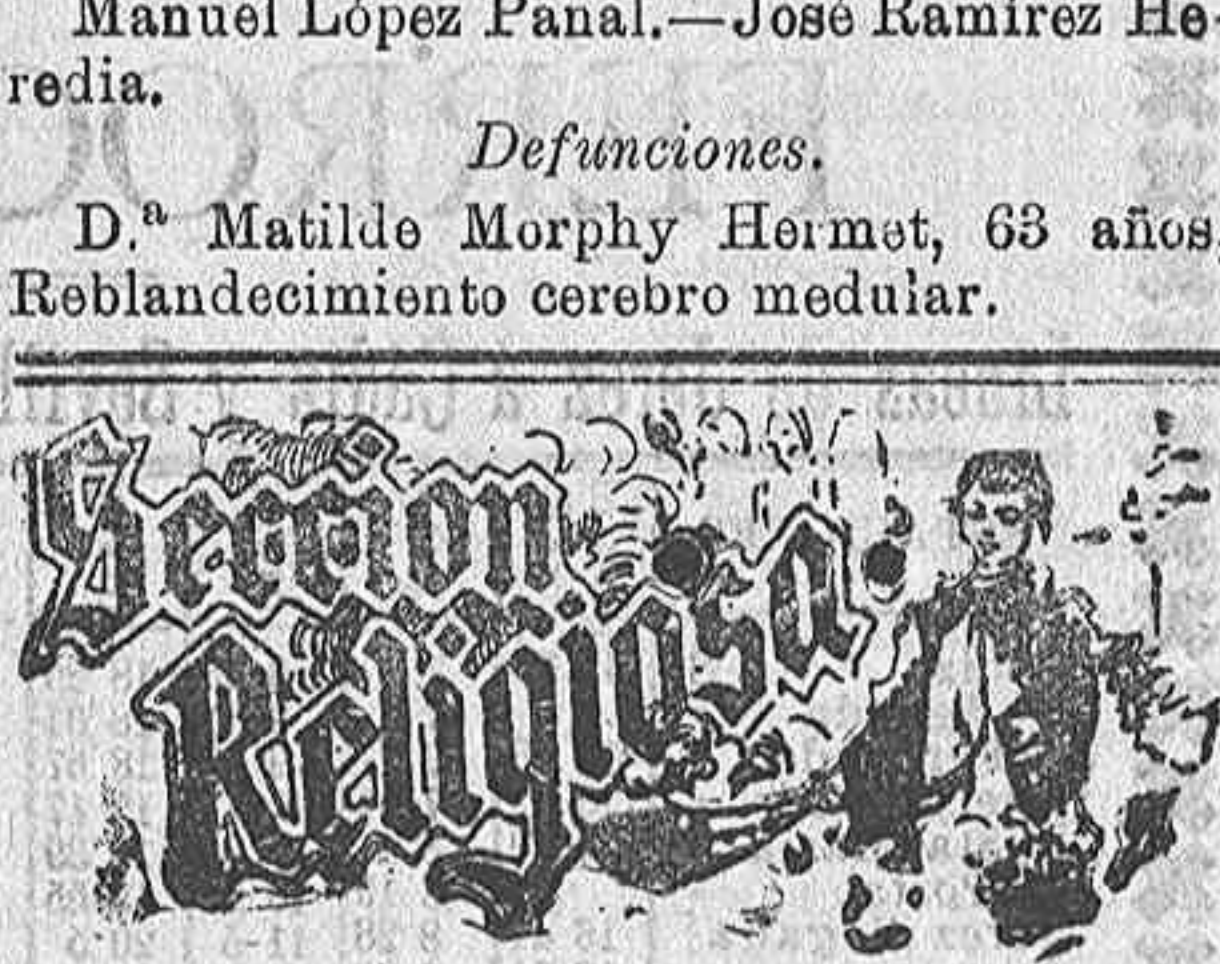 Manuel López Panal.—José Ramírez He-
redia.
Defunciones.
D.ª Matilde Morphy Hermet, 63 años,
Reblandecimiento cerebro medular.
Seccion
Religiosa